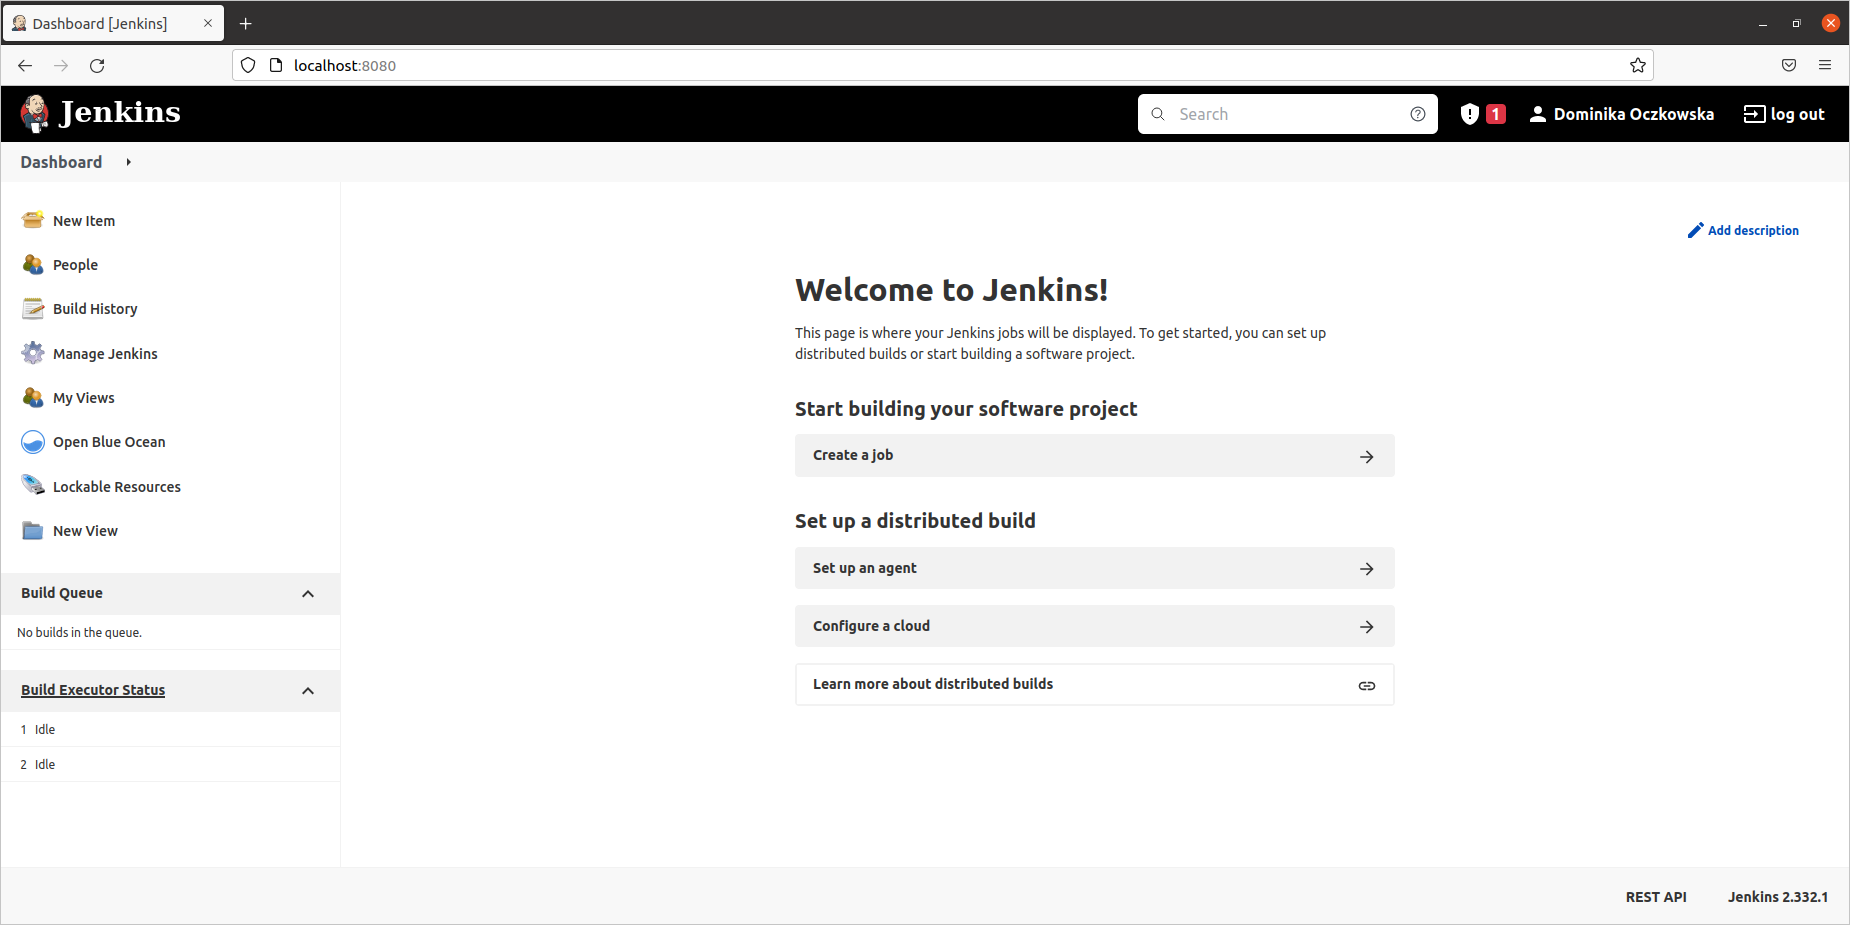 Dashboard [Jenkins]
localhost:8080
Jenkins
Search
1
Dominika Oczkowska
log out
Dashboard
New Item
People
Build History
Manage Jenkins
My Views
Open Blue Ocean
Lockable Resources
New View
Build Queue
No builds in the queue.
Build Executor Status
1 Idle
2 Idle
Add description
Welcome to Jenkins!
This page is where your Jenkins jobs will be displayed. To get started, you can set up
distributed builds or start building a software project.
Start building your software project
Create a job
Set up a distributed build
Set up an agent
Configure a cloud
Learn more about distributed builds
REST API
Jenkins 2.332.1